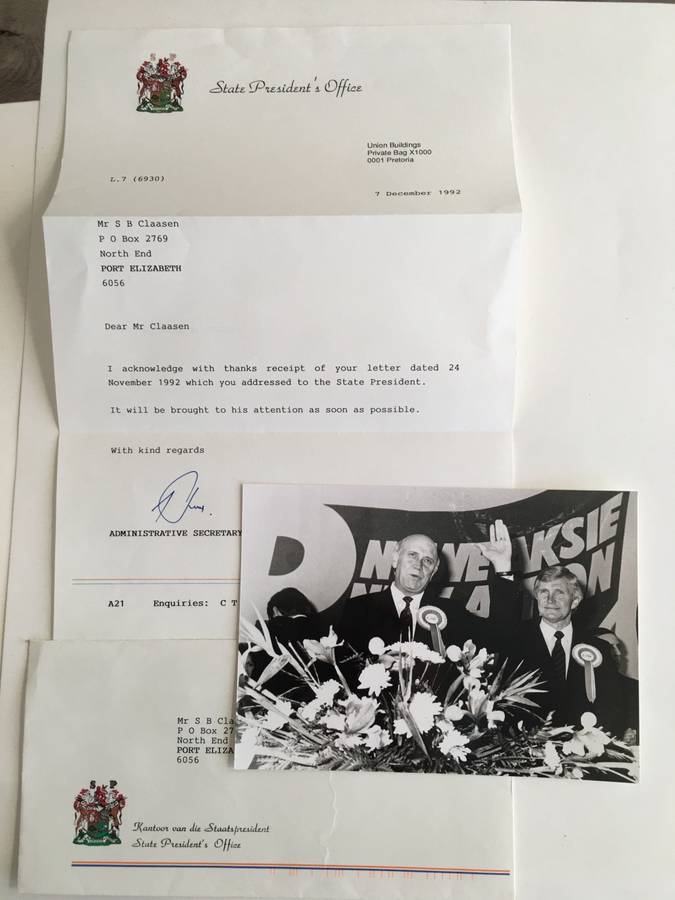 State President's Office
Union Buildings
Private Bag X1000
0001 Pretoria
L.7 (6930)
7 December 1992
Mr S B Claasen
P O Box 2769
North End
PORT ELIZABETH
6056
Dear Mr Claasen
I acknowledge with thanks receipt of your letter dated 24
November 1992 which you addressed to the State President.
It will be brought to his attention as soon as possible.
With kind regards
ADMINISTRATIVE SECRETARY
A21 Enquiries: C T
AKSIE
Mr S B Cla
P O Box 27
North End
PORT ELIZA
6056
S P
Kantoor van die Staatspresident
State President's Office